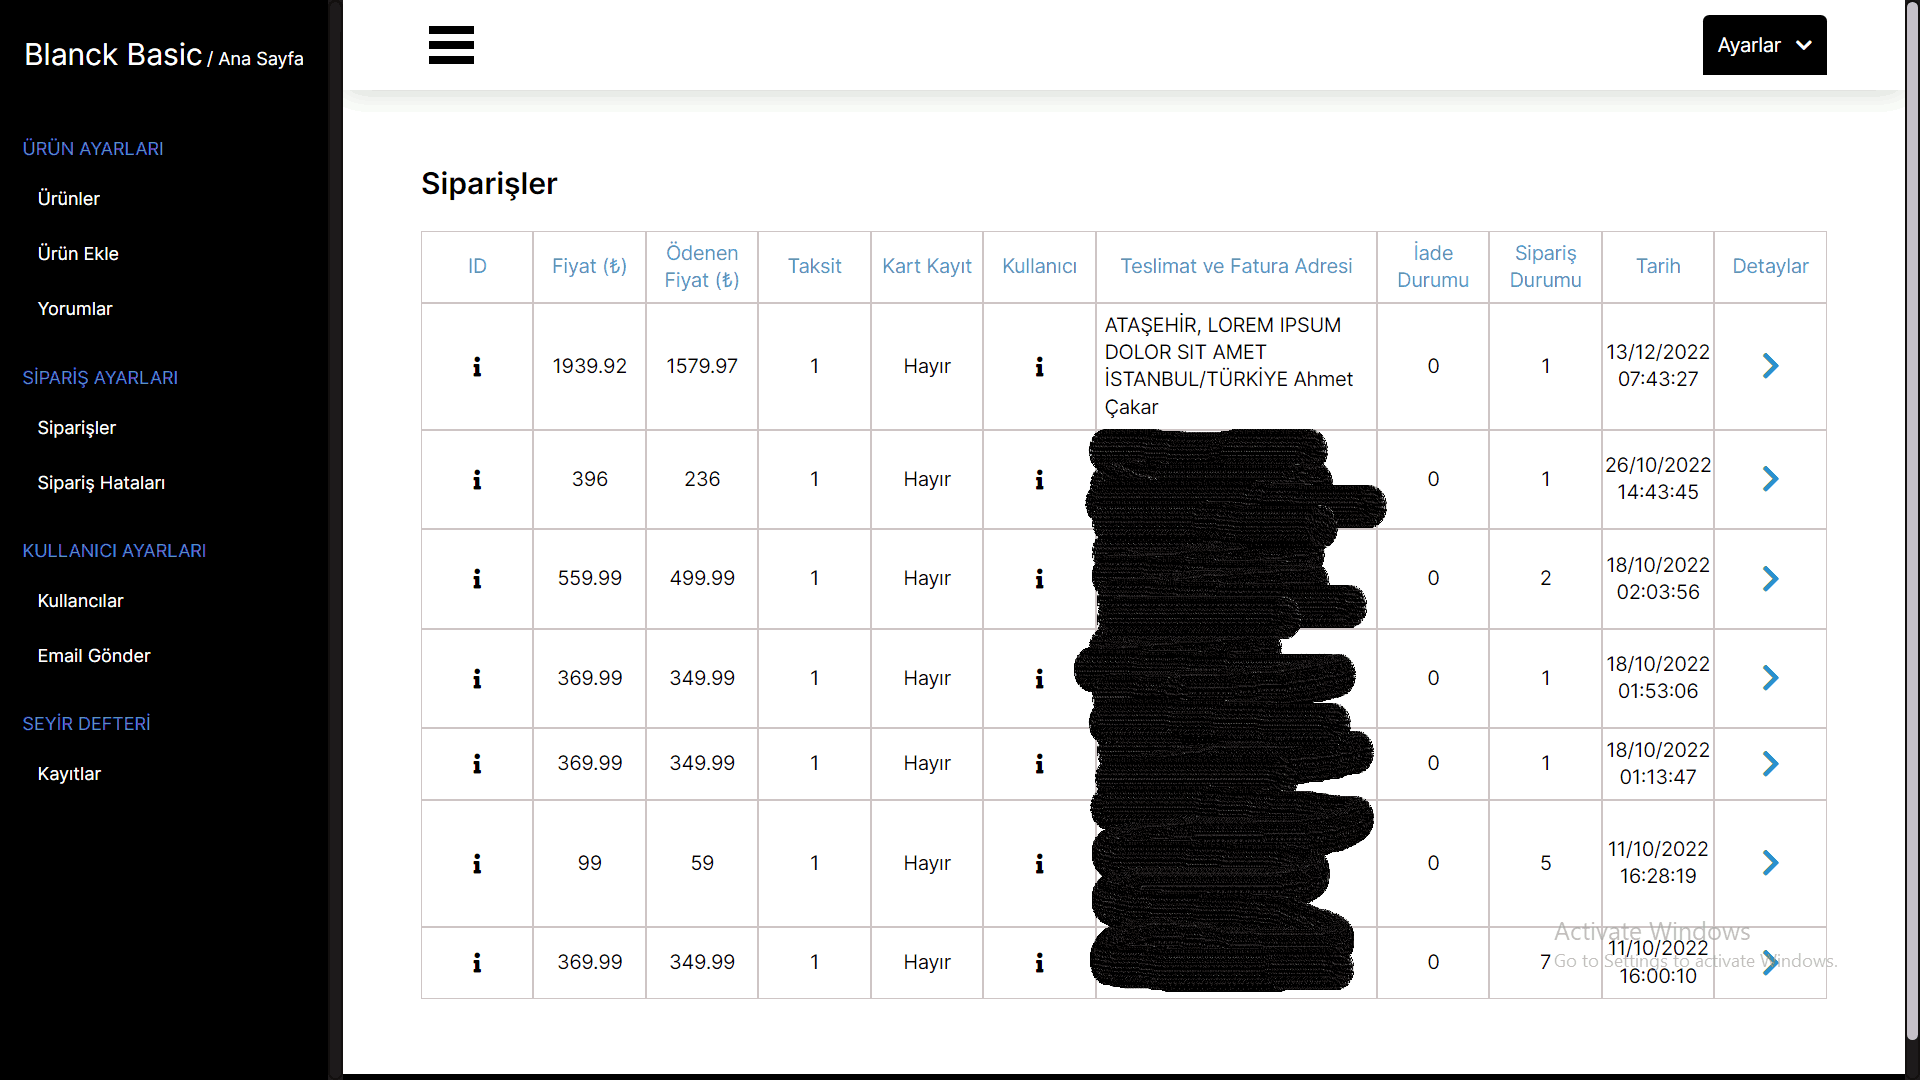 Blanck Basic / Ana Sayfa
ÜRÜN AYARLARI
Ürünler
Ürün Ekle
Yorumlar
SİPARİŞ AYARLARI
Siparişler
Sipariş Hataları
KULLANICI AYARLARI
Kullancılar
Email Gönder
SEYİR DEFTERİ
Kayıtlar
Ayarlar
Siparişler
ID Fiyat (₺) Ödenen Fiyat (₺) Taksit Kart Kayıt Kullanıcı Teslimat ve Fatura Adresi İade Durumu Sipariş Durumu Tarih Detaylar
1939.92 1579.97 1 Hayır
ATAŞEHİR, LOREM IPSUM
DOLOR SIT AMET
İSTANBUL/TÜRKİYE Ahmet
Çakar
0 1 13/12/2022 07:43:27
396 236 1 Hayır 0 1 26/10/2022 14:43:45
559.99 499.99 1 Hayır 0 2 18/10/2022 02:03:56
369.99 349.99 1 Hayır 0 1 18/10/2022 01:53:06
369.99 349.99 1 Hayır 0 1 18/10/2022 01:13:47
99 59 1 Hayır 0 5 11/10/2022 16:28:19
369.99 349.99 1 Hayır 0 7 11/10/2022 16:00:10
Activate Windows
Go to Settings to activate Windows.